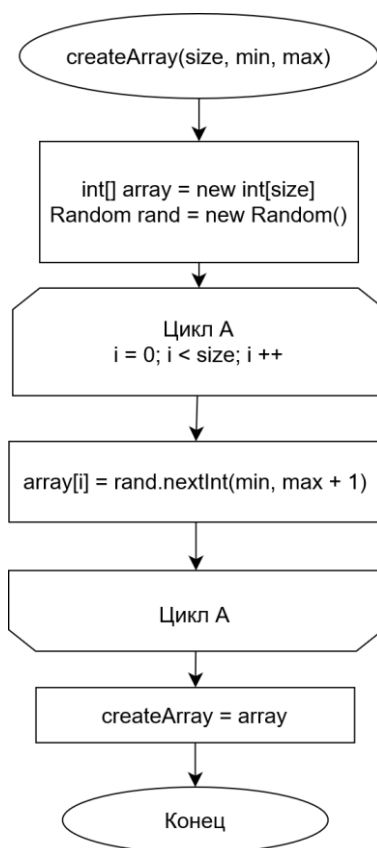 createArray(size, min, max)
int[] array = new int[size]
Random rand = new Random()
Цикл А
i = 0; i < size; i ++
array[i] = rand.nextInt(min, max + 1)
Цикл А
createArray = array
Конец